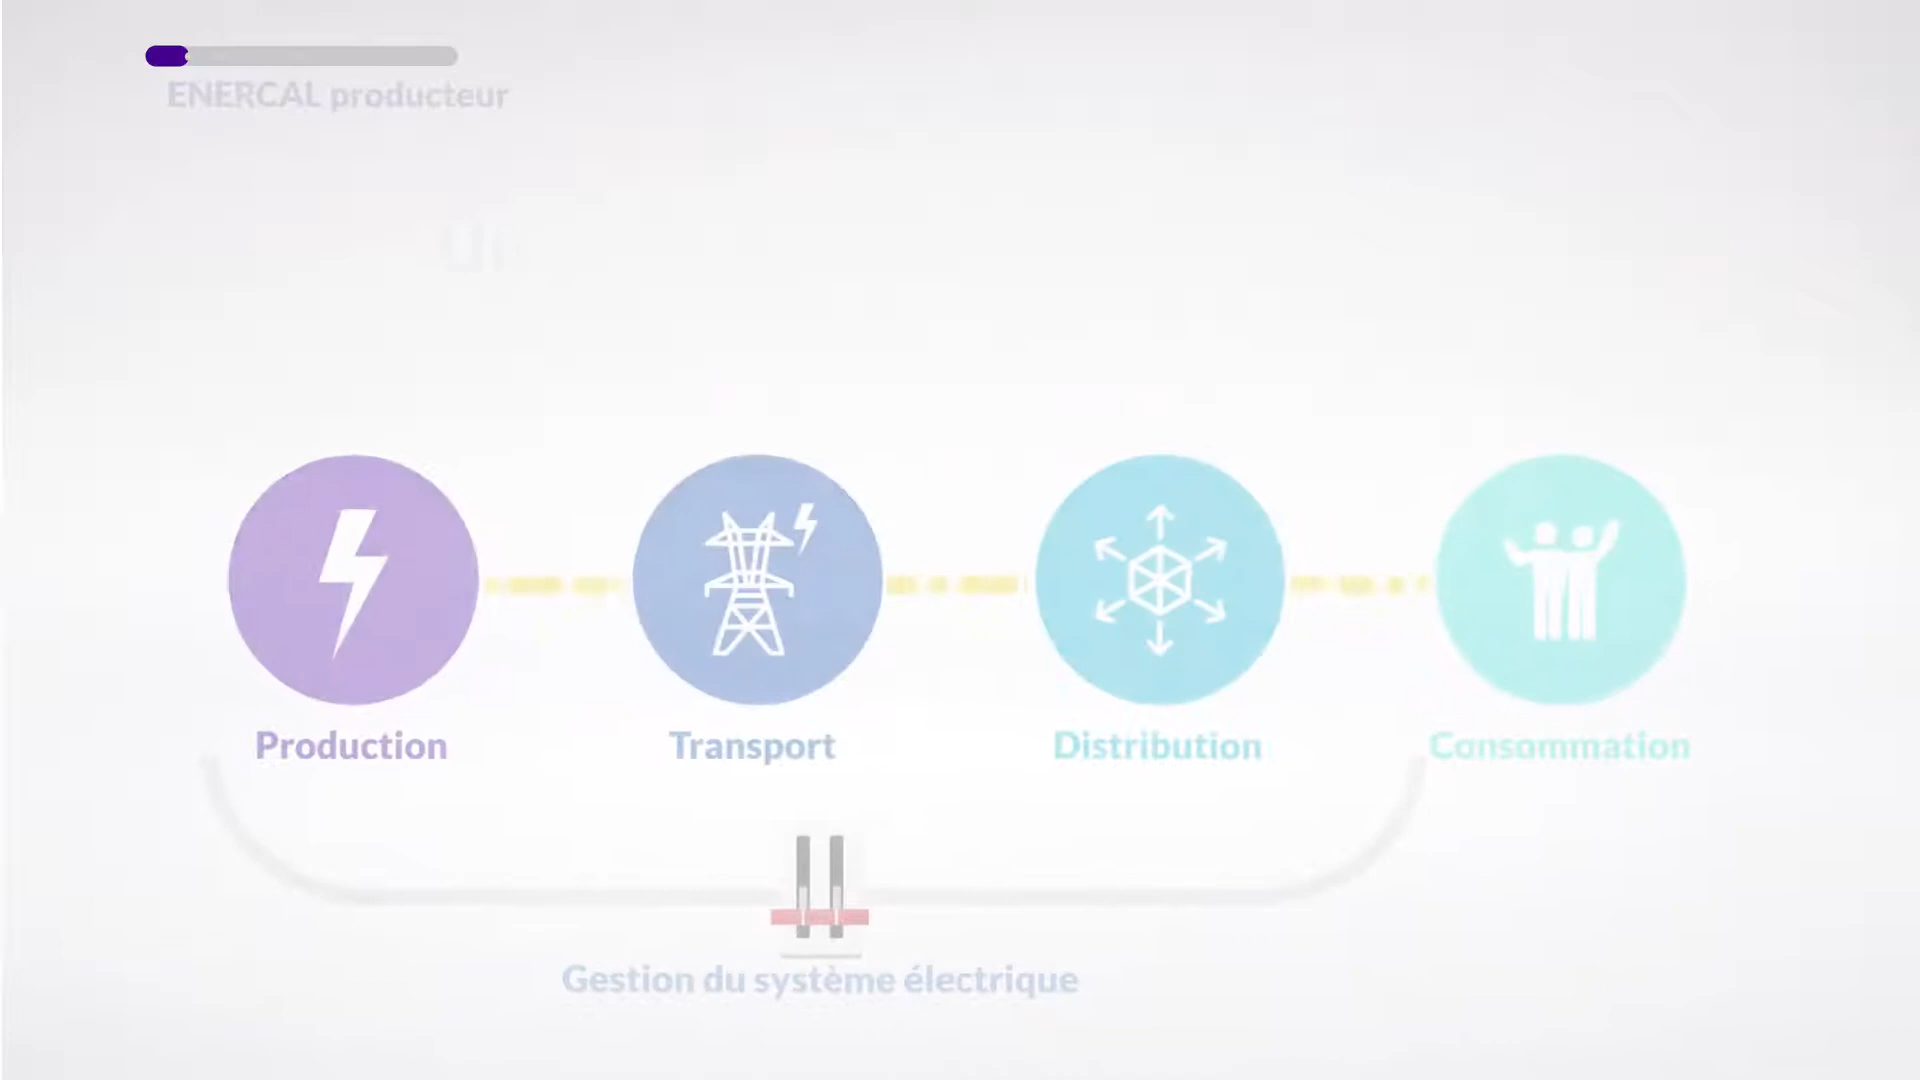 ENERCAL producteur
Production
Transport
Distribution
Consommation
Gestion du système électrique